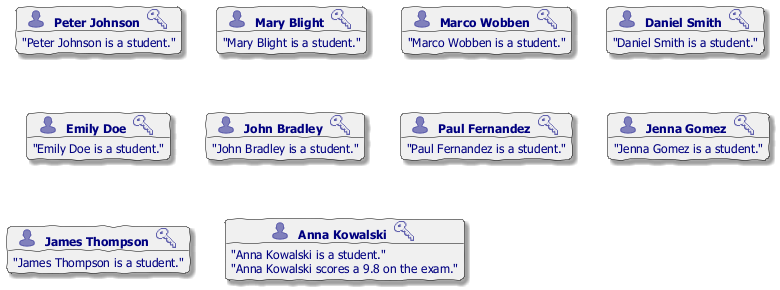 Peter Johnson
"Peter Johnson is a student."
Mary Blight
"Mary Blight is a student."
Marco Wobben
"Marco Wobben is a student."
Daniel Smith
"Daniel Smith is a student."
Emily Doe
"Emily Doe is a student."
John Bradley
"John Bradley is a student."
Paul Fernandez
"Paul Fernandez is a student."
Jenna Gomez
"Jenna Gomez is a student."
James Thompson
"James Thompson is a student."
Anna Kowalski
"Anna Kowalski is a student."
"Anna Kowalski scores a 9.8 on the exam."